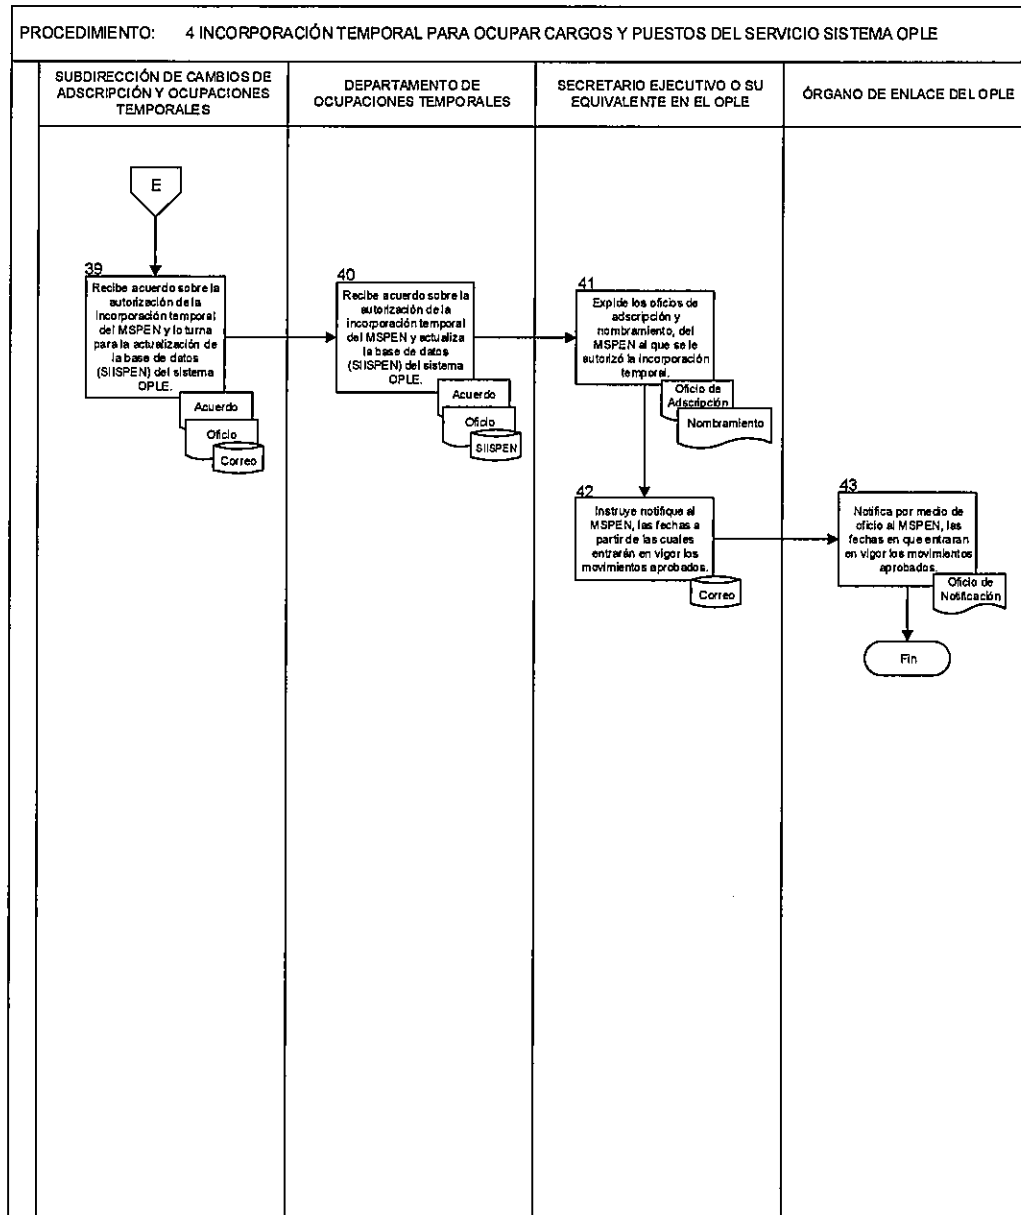 PROCEDIMIENTO: 4 INCORPORACIÓN TEMPORAL PARA OCUPAR CARGOS Y PUESTOS DEL SERVICIO SISTEMA OPLE
SUBDIRECCIÓN DE CAMBIOS DE
ADSCRIPCIÓN Y OCUPACIONES
TEMPORALES
DEPARTAMENTO DE
OCUPACIONES TEMPORALES
SECRETARIO EJECUTIVO O SU
EQUIVALENTE EN EL OPLE
ÓRGANO DE ENLACE DEL OPLE
E
39
Recibe acuerdo sobre la
autorización de la
incorporación temporal
del MSPEN y lo turna
para la actualización de
la base de datos
(SIISPEN) del sistema
OPLE.
Acuerdo
Oficio
Correo
40
Recibe acuerdo sobre la
autorización de la
incorporación temporal
del MSPEN y actualiza
la base de datos
(SIISPEN) del sistema
OPLE.
Acuerdo
Oficio
SIISPEN
41
Expide los oficios de
adscripción y
nombramiento, del
MSPEN al que se le
autorizó la incorporación
temporal.
Oficio de
Adscripción
Nombramiento
42
Instruye notifique al
MSPEN, las fechas a
partir de las cuales
entrarán en vigor los
movimientos aprobados.
Correo
43
Notifica por medio de
oficio al MSPEN, las
fechas en que entraran
en vigor los movimientos
aprobados.
Oficio de
Notificación
Fin